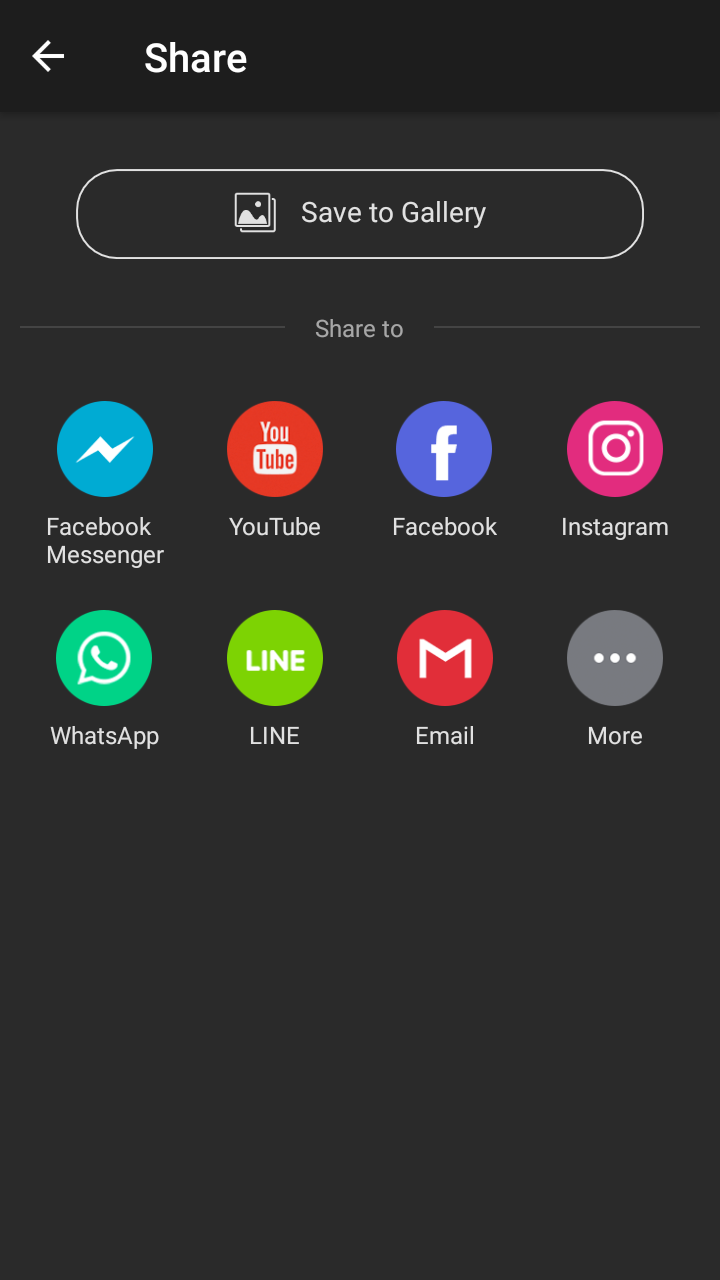 Share
Save to Gallery
Share to
You
Tube
Facebook
Messenger
YouTube
Facebook
Instagram
LINE
WhatsApp
LINE
Email
More